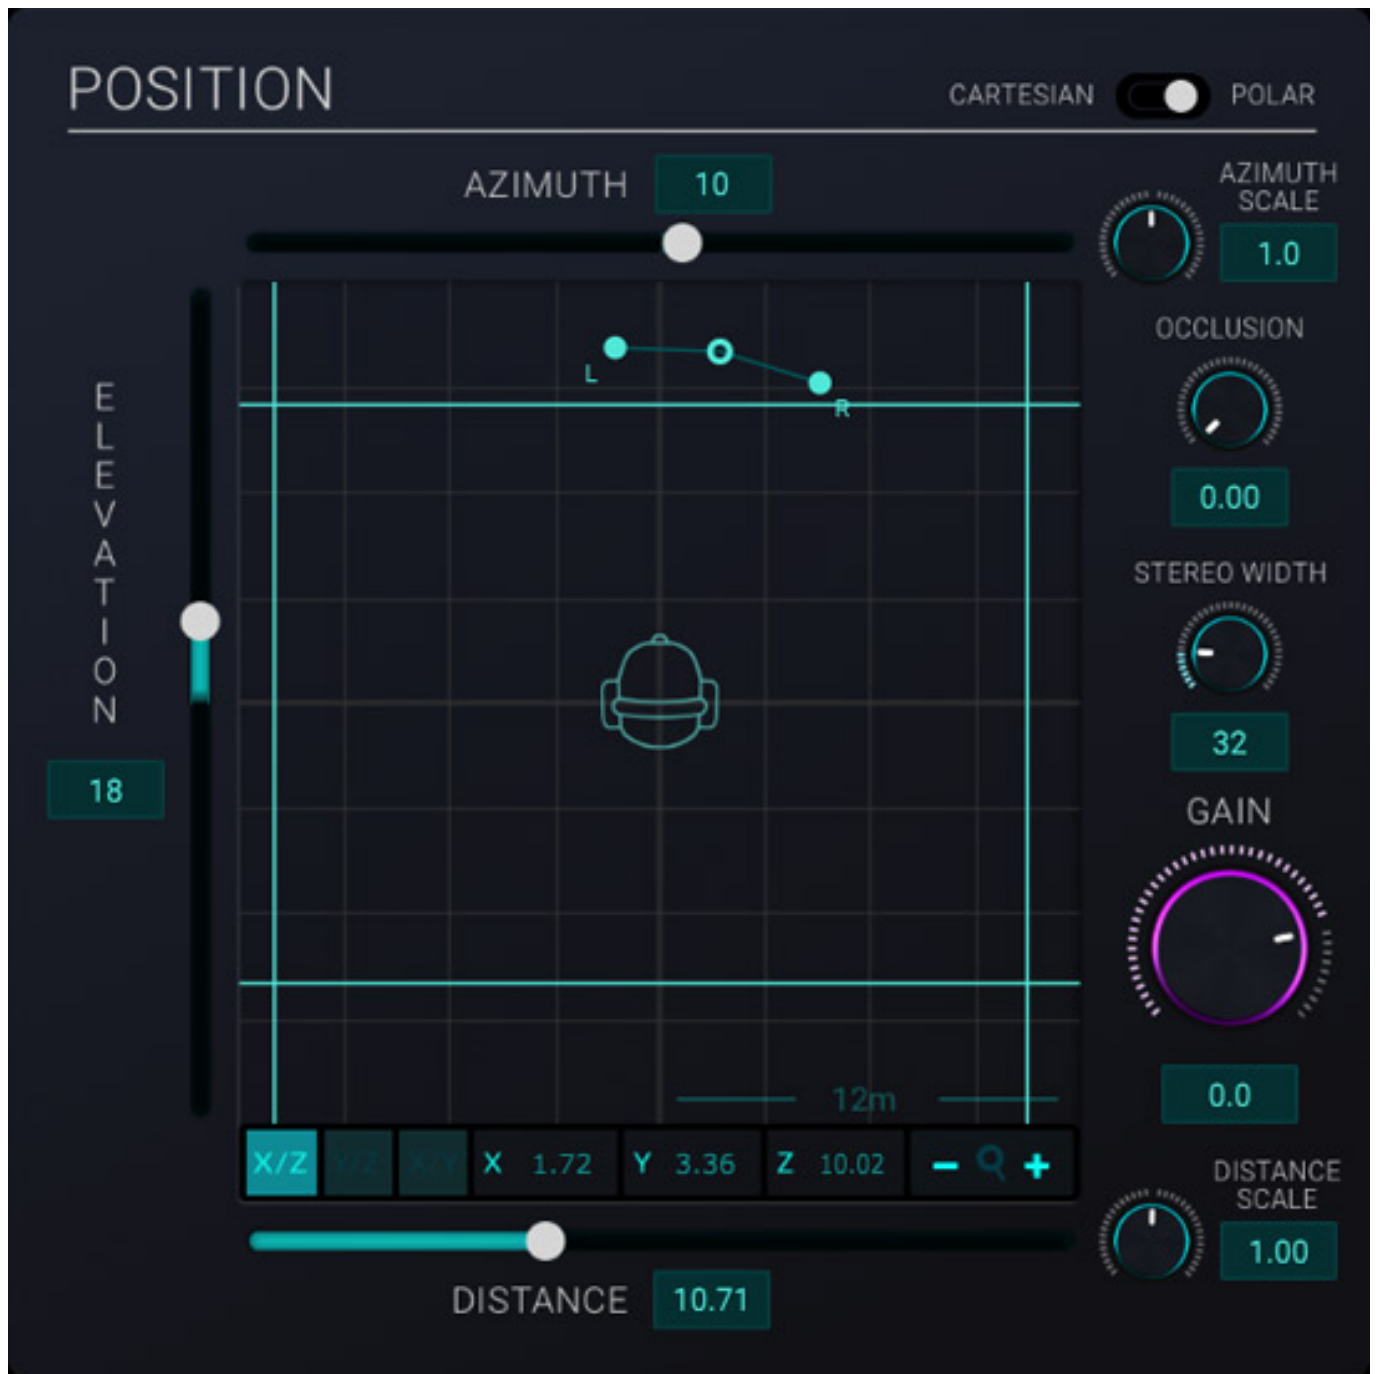 POSITION
CARTESIAN POLAR
AZIMUTH 10
AZIMUTH
SCALE
1.0
OCCLUSION
0.00
L
R
ELEVATION
18
STEREO WIDTH
32
GAIN
0.0
12m
X/Z Y/Z X/Y X 1.72 Y 3.36 Z 10.02 − +
DISTANCE
SCALE
1.00
DISTANCE 10.71